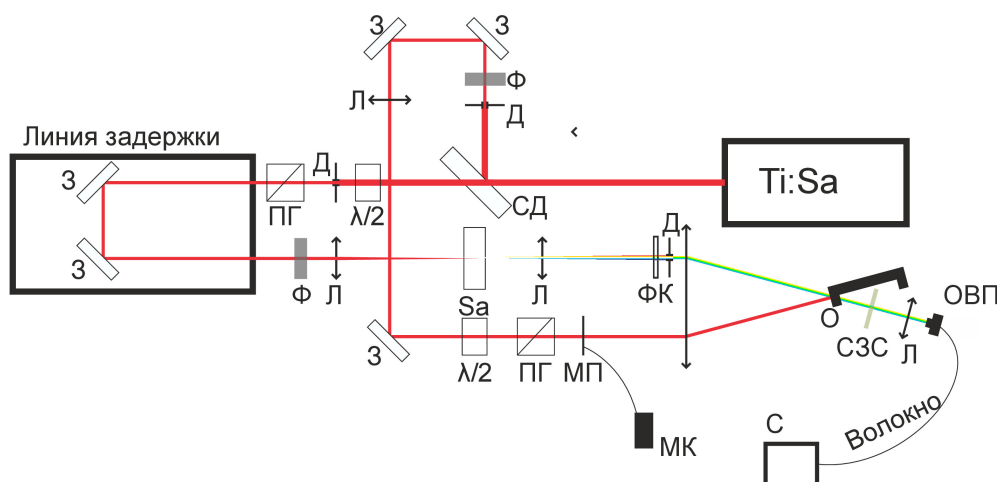 З
З
Ф
Л
Д
Линия задержки
З
Д
ПГ
λ/2
СД
Ti:Sa
З
Ф
Л
Sa
Л
Д
ФК
О
СЗС
Л
ОВП
З
λ/2
ПГ
МП
МК
С
Волокно